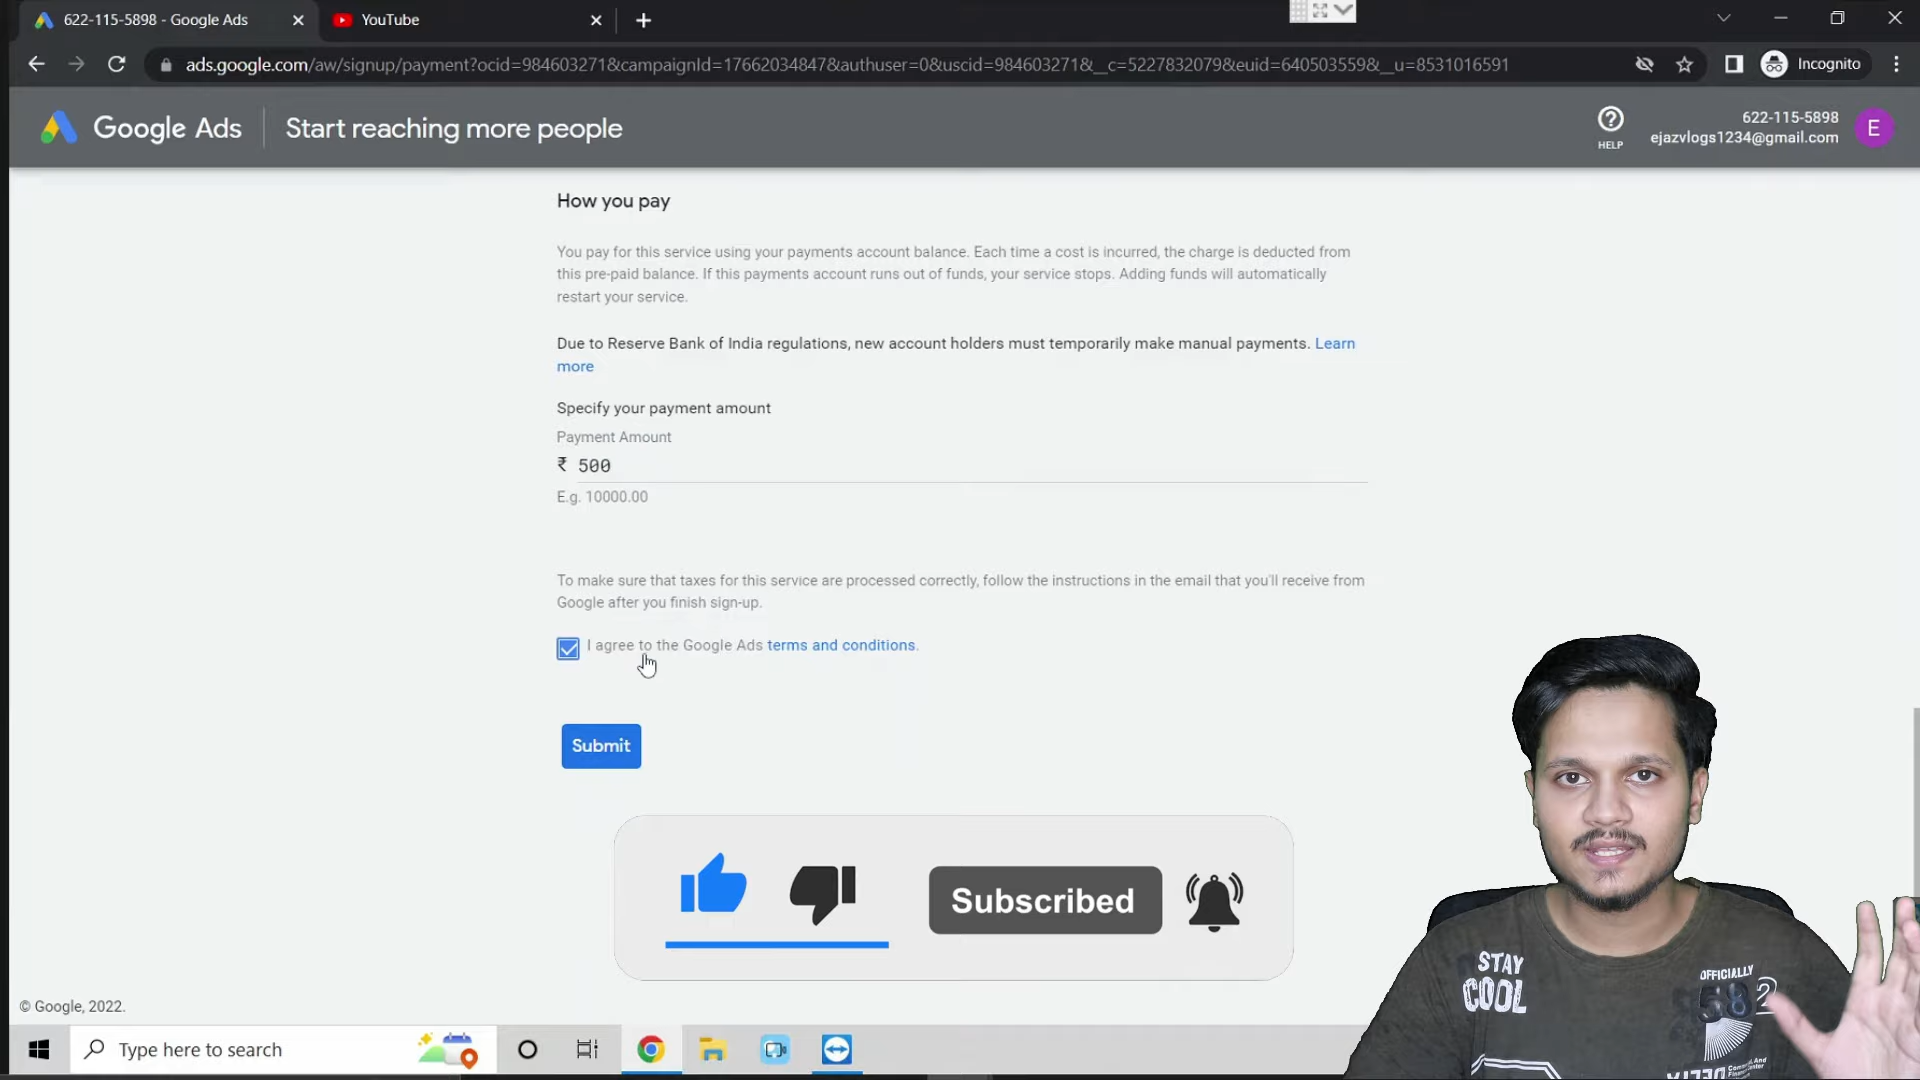 622-115-5898 - Google Ads
YouTube
ads.google.com/aw/signup/payment?ocid=984603271&campaignId=17662034847&authuser=0&uscid=984603271&__c=5227832079&euid=640503559&__u=8531016591
Incognito
Google Ads
Start reaching more people
HELP
622-115-5898
ejazvlogs1234@gmail.com
E
How you pay
You pay for this service using your payments account balance. Each time a cost is incurred, the charge is deducted from
this pre-paid balance. If this payments account runs out of funds, your service stops. Adding funds will automatically
restart your service.
Due to Reserve Bank of India regulations, new account holders must temporarily make manual payments. Learn
more
Specify your payment amount
Payment Amount
₹ 500
E.g. 10000.00
To make sure that taxes for this service are processed correctly, follow the instructions in the email that you'll receive from
Google after you finish sign-up.
I agree to the Google Ads terms and conditions.
Submit
Subscribed
STAY
COOL
OFFICIALLY
© Google, 2022.
Type here to search